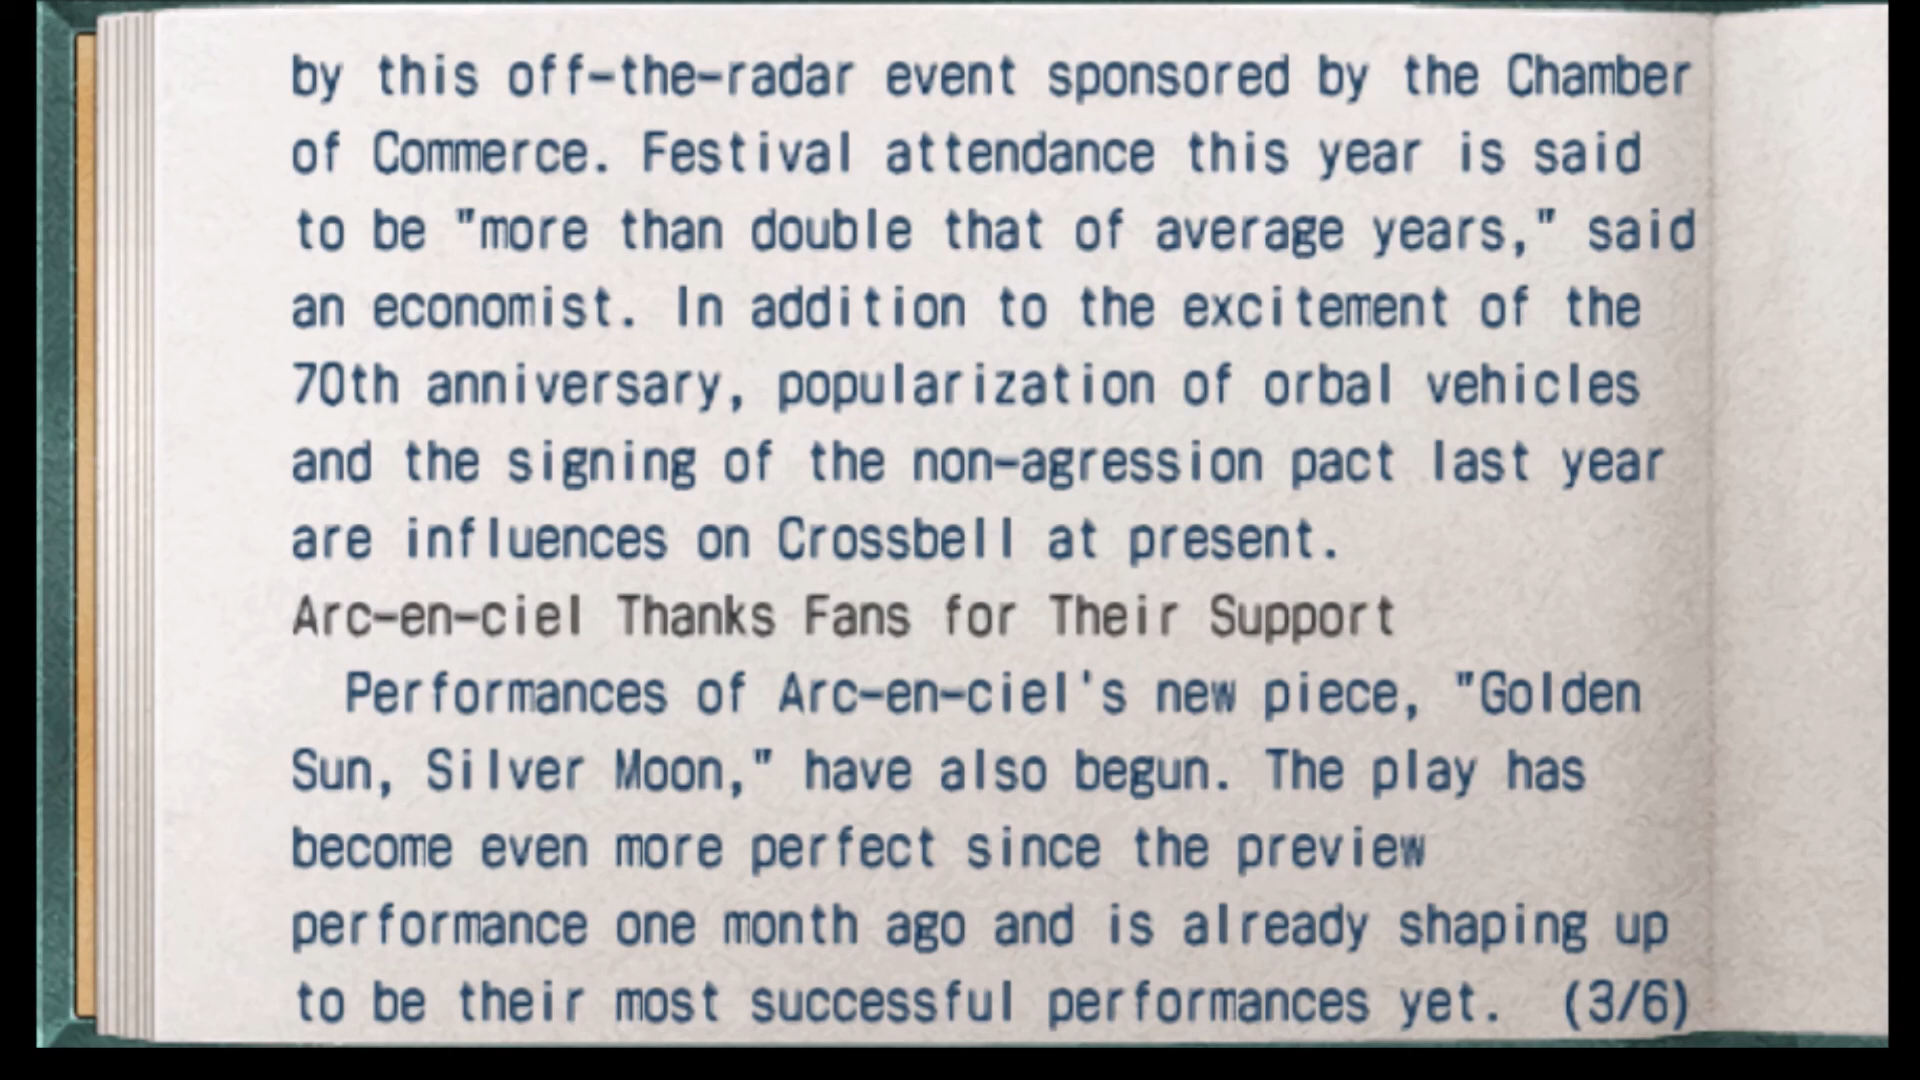 by this off-the-radar event sponsored by the Chamber
of Commerce. Festival attendance this year is said
to be "more than double that of average years," said
an economist. In addition to the excitement of the
70th anniversary, popularization of orbal vehicles
and the signing of the non-agression pact last year
are influences on Crossbell at present.
Arc-en-ciel Thanks Fans for Their Support
Performances of Arc-en-ciel's new piece, "Golden
Sun, Silver Moon," have also begun. The play has
become even more perfect since the preview
performance one month ago and is already shaping up
to be their most successful performances yet. (3/6)